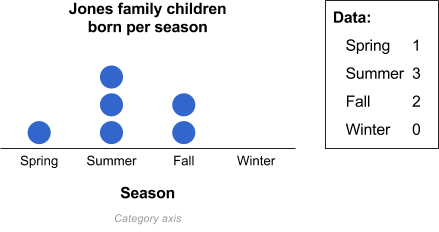 Jones family children
born per season
Spring
Summer
Fall
Winter
Season
Category axis
Data:
Spring 1
Summer 3
Fall 2
Winter 0